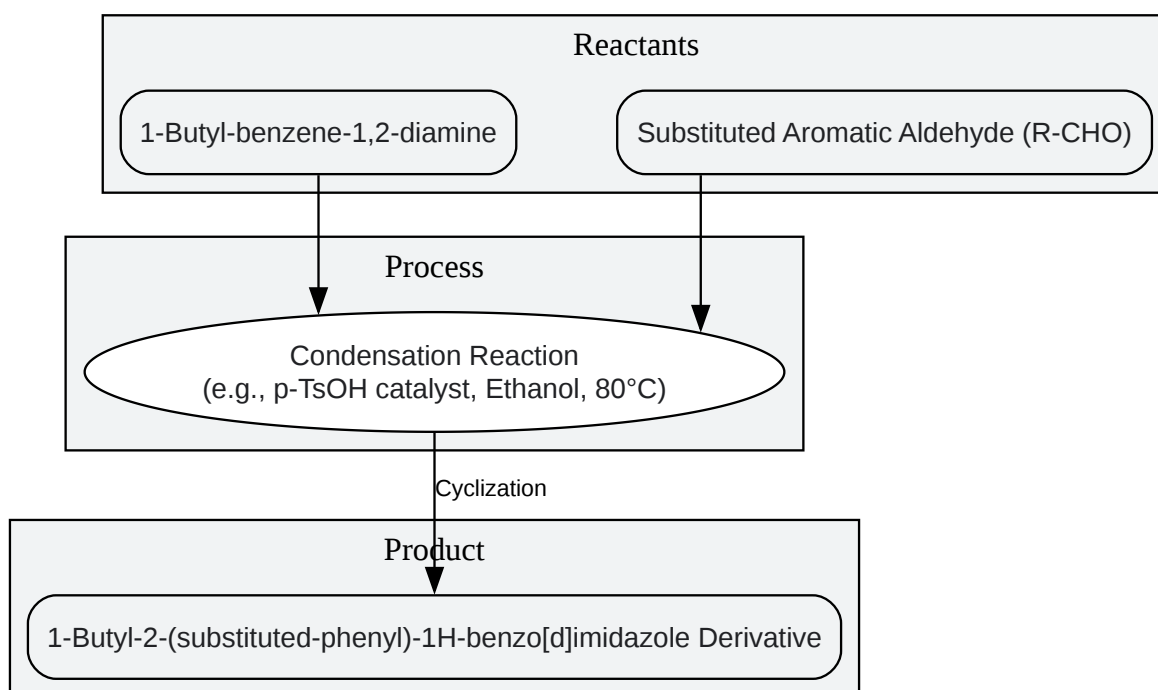 Reactants
1-Butyl-benzene-1,2-diamine
Substituted Aromatic Aldehyde (R-CHO)
Process
Condensation Reaction
(e.g., p-TsOH catalyst, Ethanol, 80°C)
Cyclization
Product
1-Butyl-2-(substituted-phenyl)-1H-benzo[d]imidazole Derivative